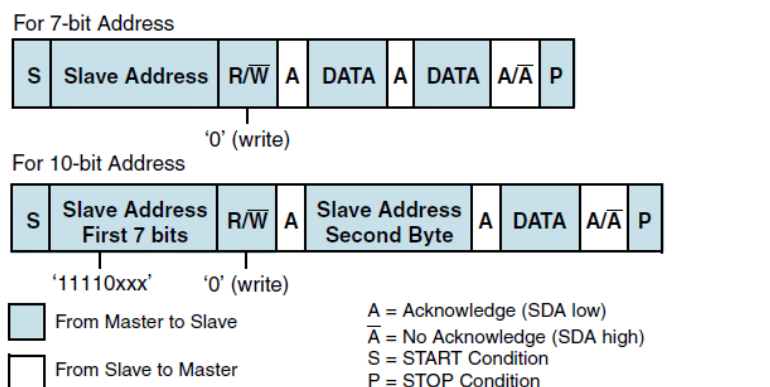 For 7-bit Address
S Slave Address R/W̅ A DATA A DATA A/A̅ P
‘0’ (write)
For 10-bit Address
S Slave Address First 7 bits R/W̅ A Slave Address Second Byte A DATA A/A̅ P
‘11110xxx’ ‘0’ (write)
From Master to Slave
From Slave to Master
A = Acknowledge (SDA low)
A̅ = No Acknowledge (SDA high)
S = START Condition
P = STOP Condition